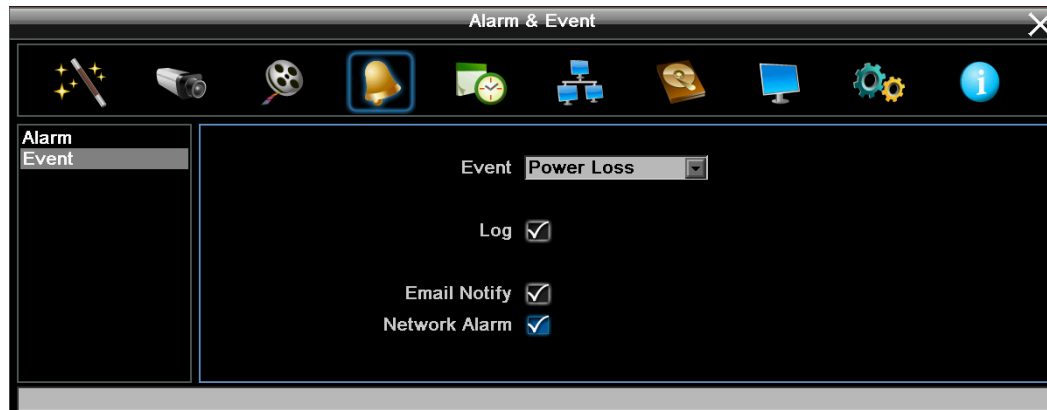 Alarm & Event
Alarm
Event
Event Power Loss
Log
Email Notify
Network Alarm